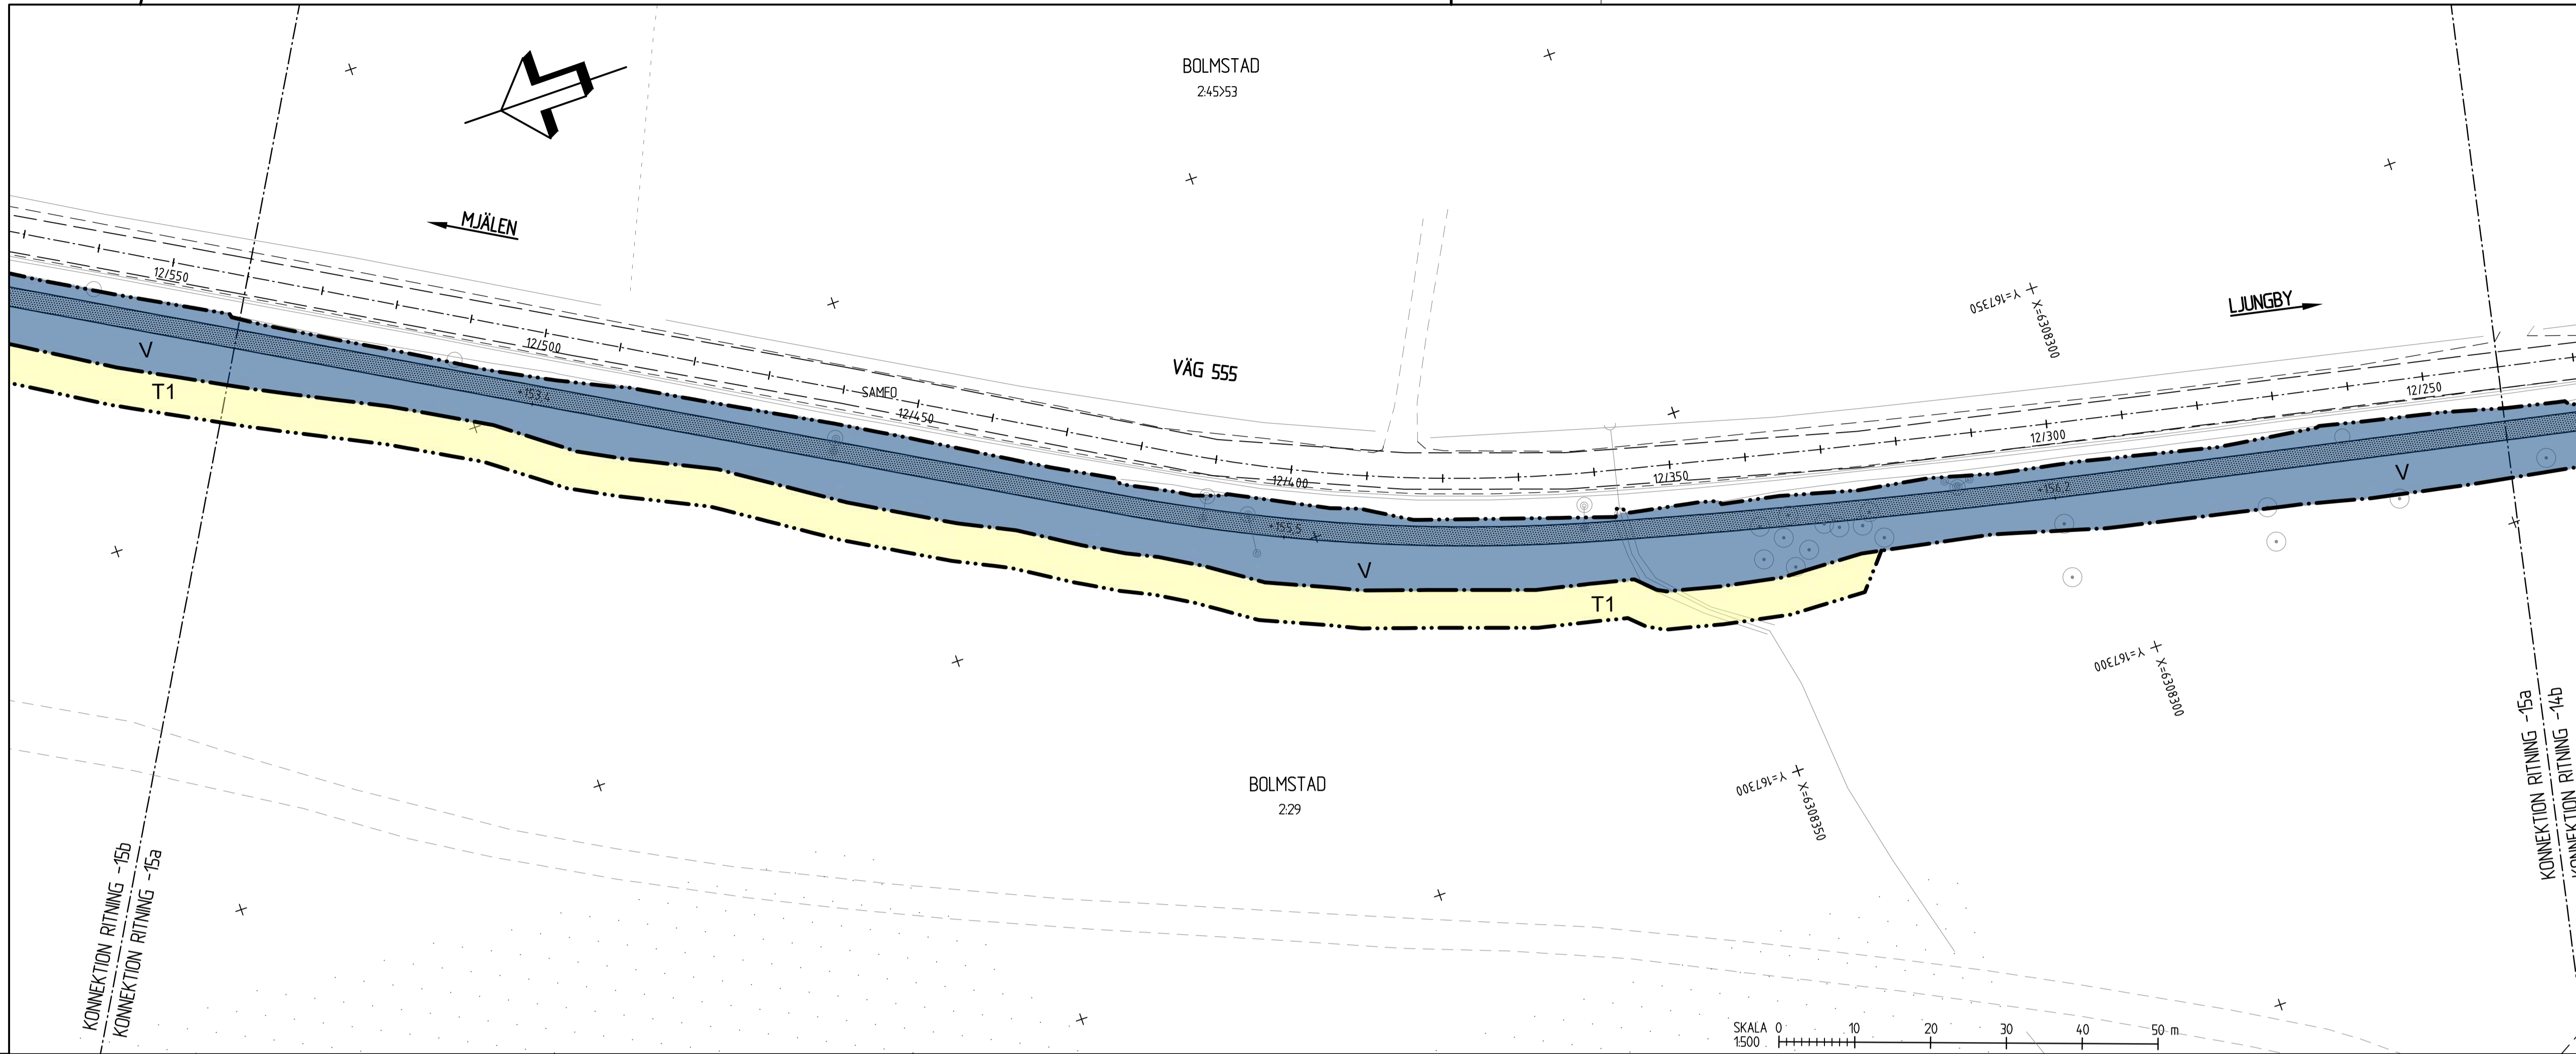 BOLMSTAD
2:45>53
MJÄLEN
12/550
12/500
SAMFO
12/450
VÄG 555
12/400
12/350
12/300
12/250
LJUNGBY
Y=167350
X=6308300
V
T1
+153,4
+155,5
+156,2
V
V
T1
Y=167300
X=6308300
Y=167300
X=6308350
BOLMSTAD
2:29
KONNEKTION RITNING -15b
KONNEKTION RITNING -15a
KONNEKTION RITNING -15a
KONNEKTION RITNING -14b
SKALA
1:500
0 10 20 30 40 50 m